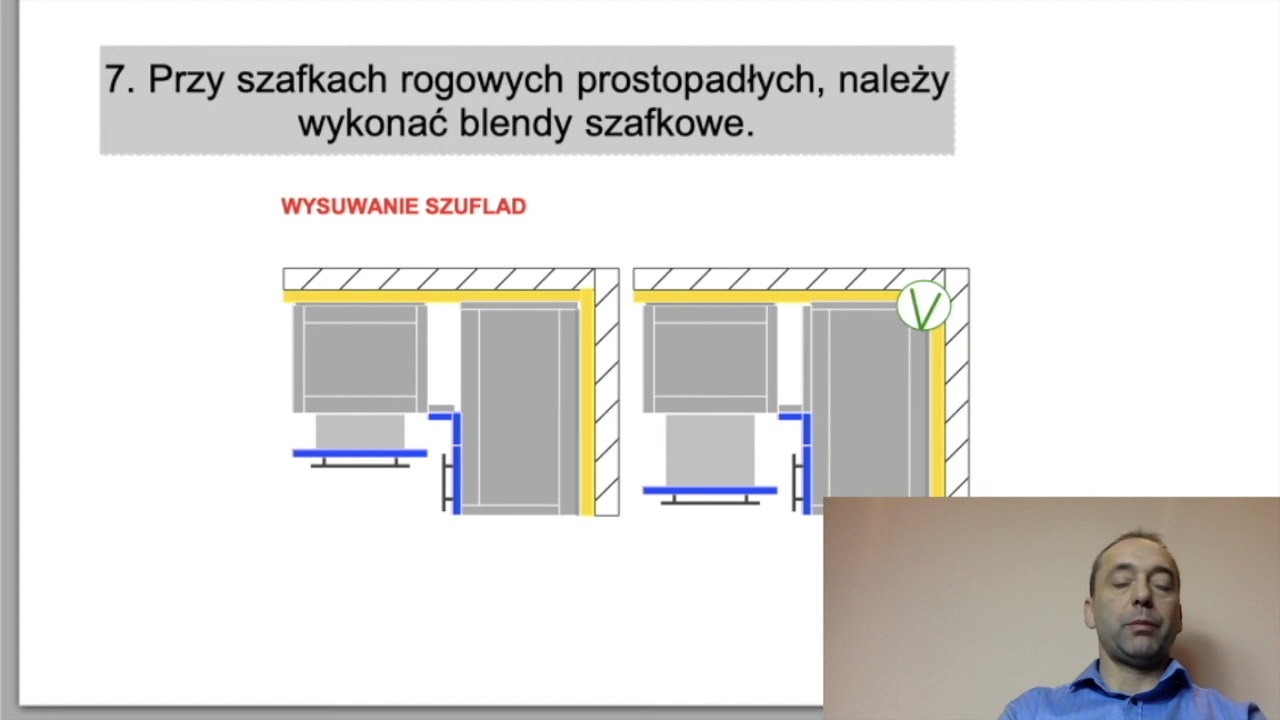 7. Przy szafkach rogowych prostopadłych, należy
wykonać blendy szafkowe.
WYSUWANIE SZUFLAD
V